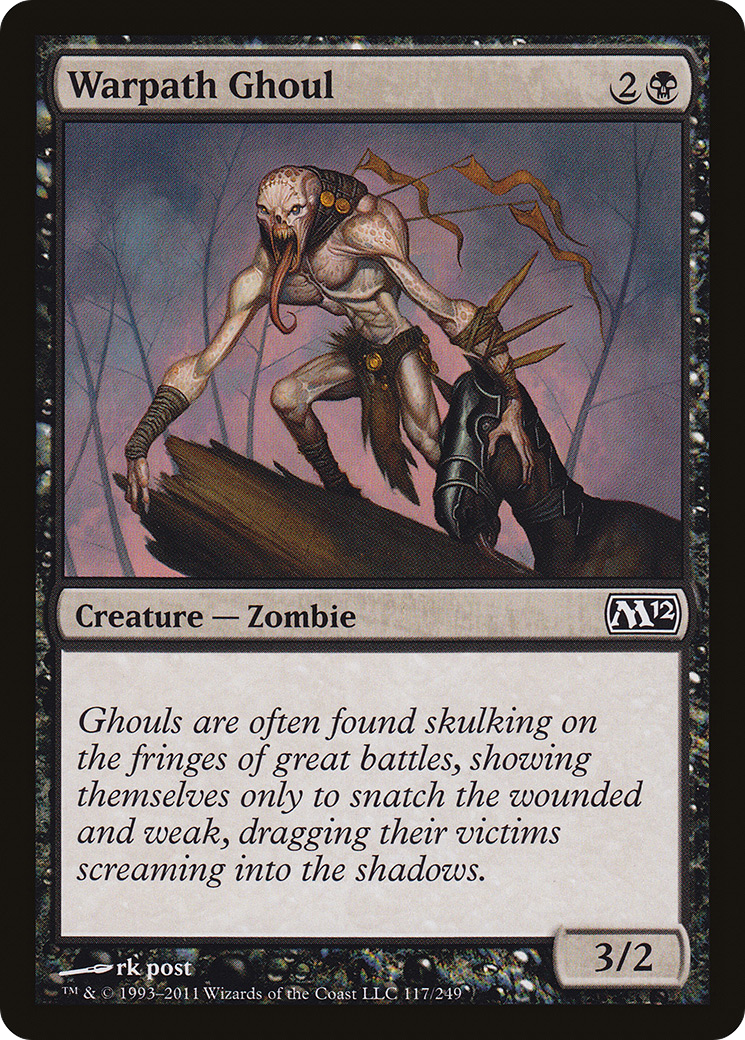 Warpath Ghoul 2
Creature — Zombie M12
Ghouls are often found skulking on
the fringes of great battles, showing
themselves only to snatch the wounded
and weak, dragging their victims
screaming into the shadows.
3/2
rk post
™ & © 1993–2011 Wizards of the Coast LLC 117/249